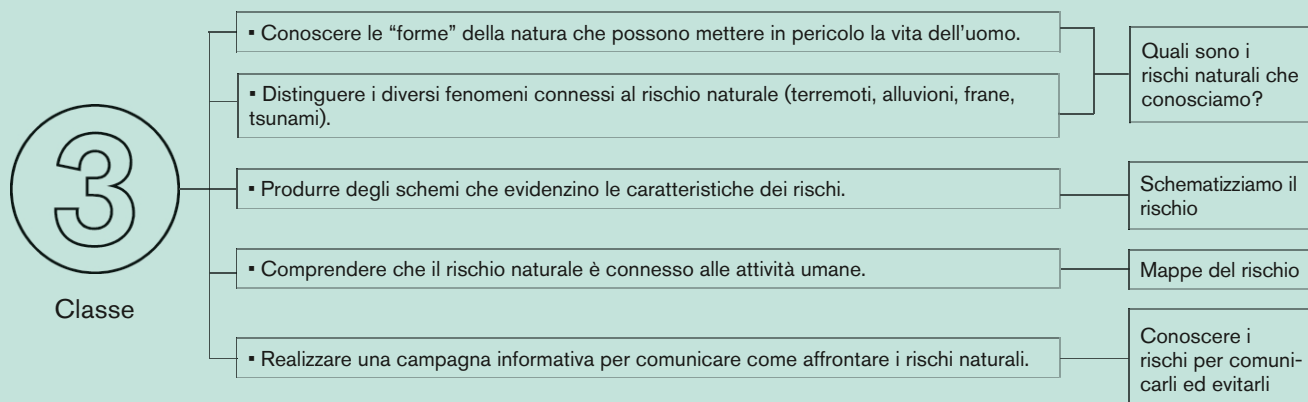 3
Classe
▪ Conoscere le “forme” della natura che possono mettere in pericolo la vita dell’uomo.
▪ Distinguere i diversi fenomeni connessi al rischio naturale (terremoti, alluvioni, frane,
tsunami).
Quali sono i
rischi naturali che
conosciamo?
▪ Produrre degli schemi che evidenzino le caratteristiche dei rischi.
Schematizziamo il
rischio
▪ Comprendere che il rischio naturale è connesso alle attività umane.
Mappe del rischio
▪ Realizzare una campagna informativa per comunicare come affrontare i rischi naturali.
Conoscere i
rischi per comuni-
carli ed evitarli